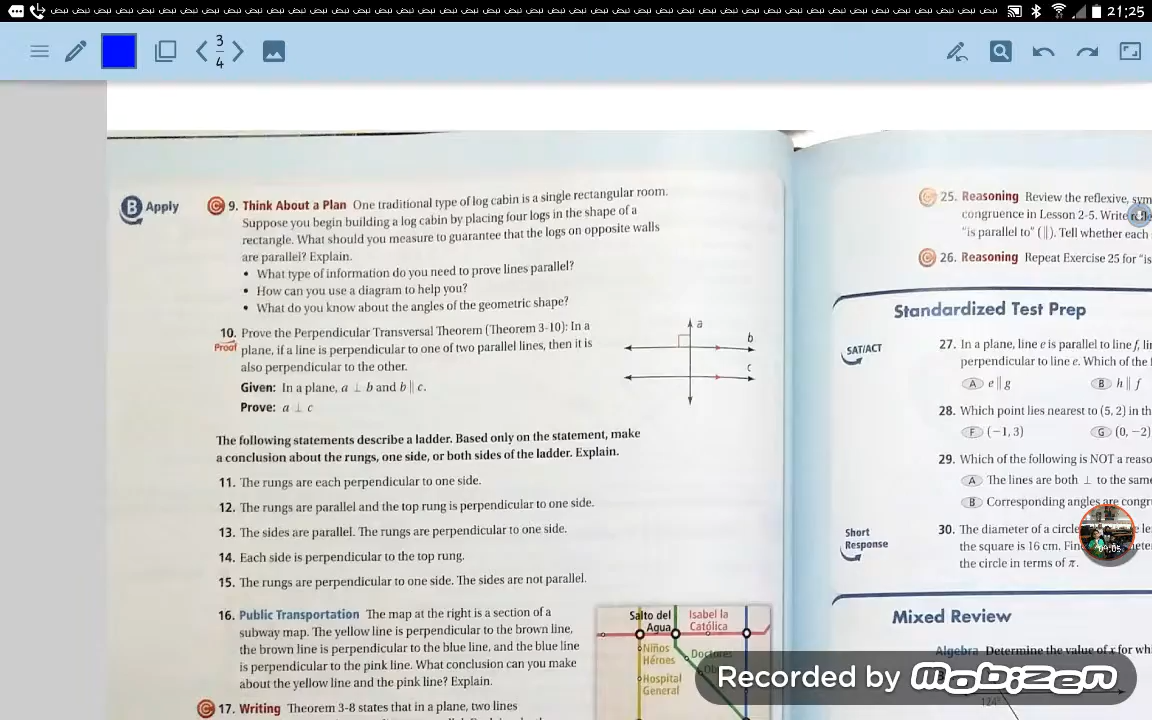 21:25
3
4
B Apply
9. Think About a Plan One traditional type of log cabin is a single rectangular room.
Suppose you begin building a log cabin by placing four logs in the shape of a
rectangle. What should you measure to guarantee that the logs on opposite walls
are parallel? Explain.
• What type of information do you need to prove lines parallel?
• How can you use a diagram to help you?
• What do you know about the angles of the geometric shape?
10. Prove the Perpendicular Transversal Theorem (Theorem 3-10): In a
Proof plane, if a line is perpendicular to one of two parallel lines, then it is
also perpendicular to the other.
Given: In a plane, a ⊥ b and b ∥ c.
Prove: a ⊥ c
a
b
c
The following statements describe a ladder. Based only on the statement, make
a conclusion about the rungs, one side, or both sides of the ladder. Explain.
11. The rungs are each perpendicular to one side.
12. The rungs are parallel and the top rung is perpendicular to one side.
13. The sides are parallel. The rungs are perpendicular to one side.
14. Each side is perpendicular to the top rung.
15. The rungs are perpendicular to one side. The sides are not parallel.
16. Public Transportation The map at the right is a section of a
subway map. The yellow line is perpendicular to the brown line,
the brown line is perpendicular to the blue line, and the blue line
is perpendicular to the pink line. What conclusion can you make
about the yellow line and the pink line? Explain.
Salto del
Agua
Isabel la
Católica
Niños
Héroes
Doctores
Hospital
General
17. Writing Theorem 3-8 states that in a plane, two lines
25. Reasoning Review the reflexive, sym
congruence in Lesson 2-5. Write
"is parallel to" (∥). Tell whether each
26. Reasoning Repeat Exercise 25 for "is
Standardized Test Prep
SAT/ACT
27. In a plane, line e is parallel to line f, li
perpendicular to line e. Which of the
A e ∥ g B h ∥ f
28. Which point lies nearest to (5, 2) in th
F (−1, 3) G (0, −2)
29. Which of the following is NOT a reaso
A The lines are both ⊥ to the same
B Corresponding angles are congr
Short
Response
30. The diameter of a circle
the square is 16 cm.
the circle in terms of π.
09:05
Mixed Review
Algebra Determine the value of x for whi
124°
Recorded by mobizen